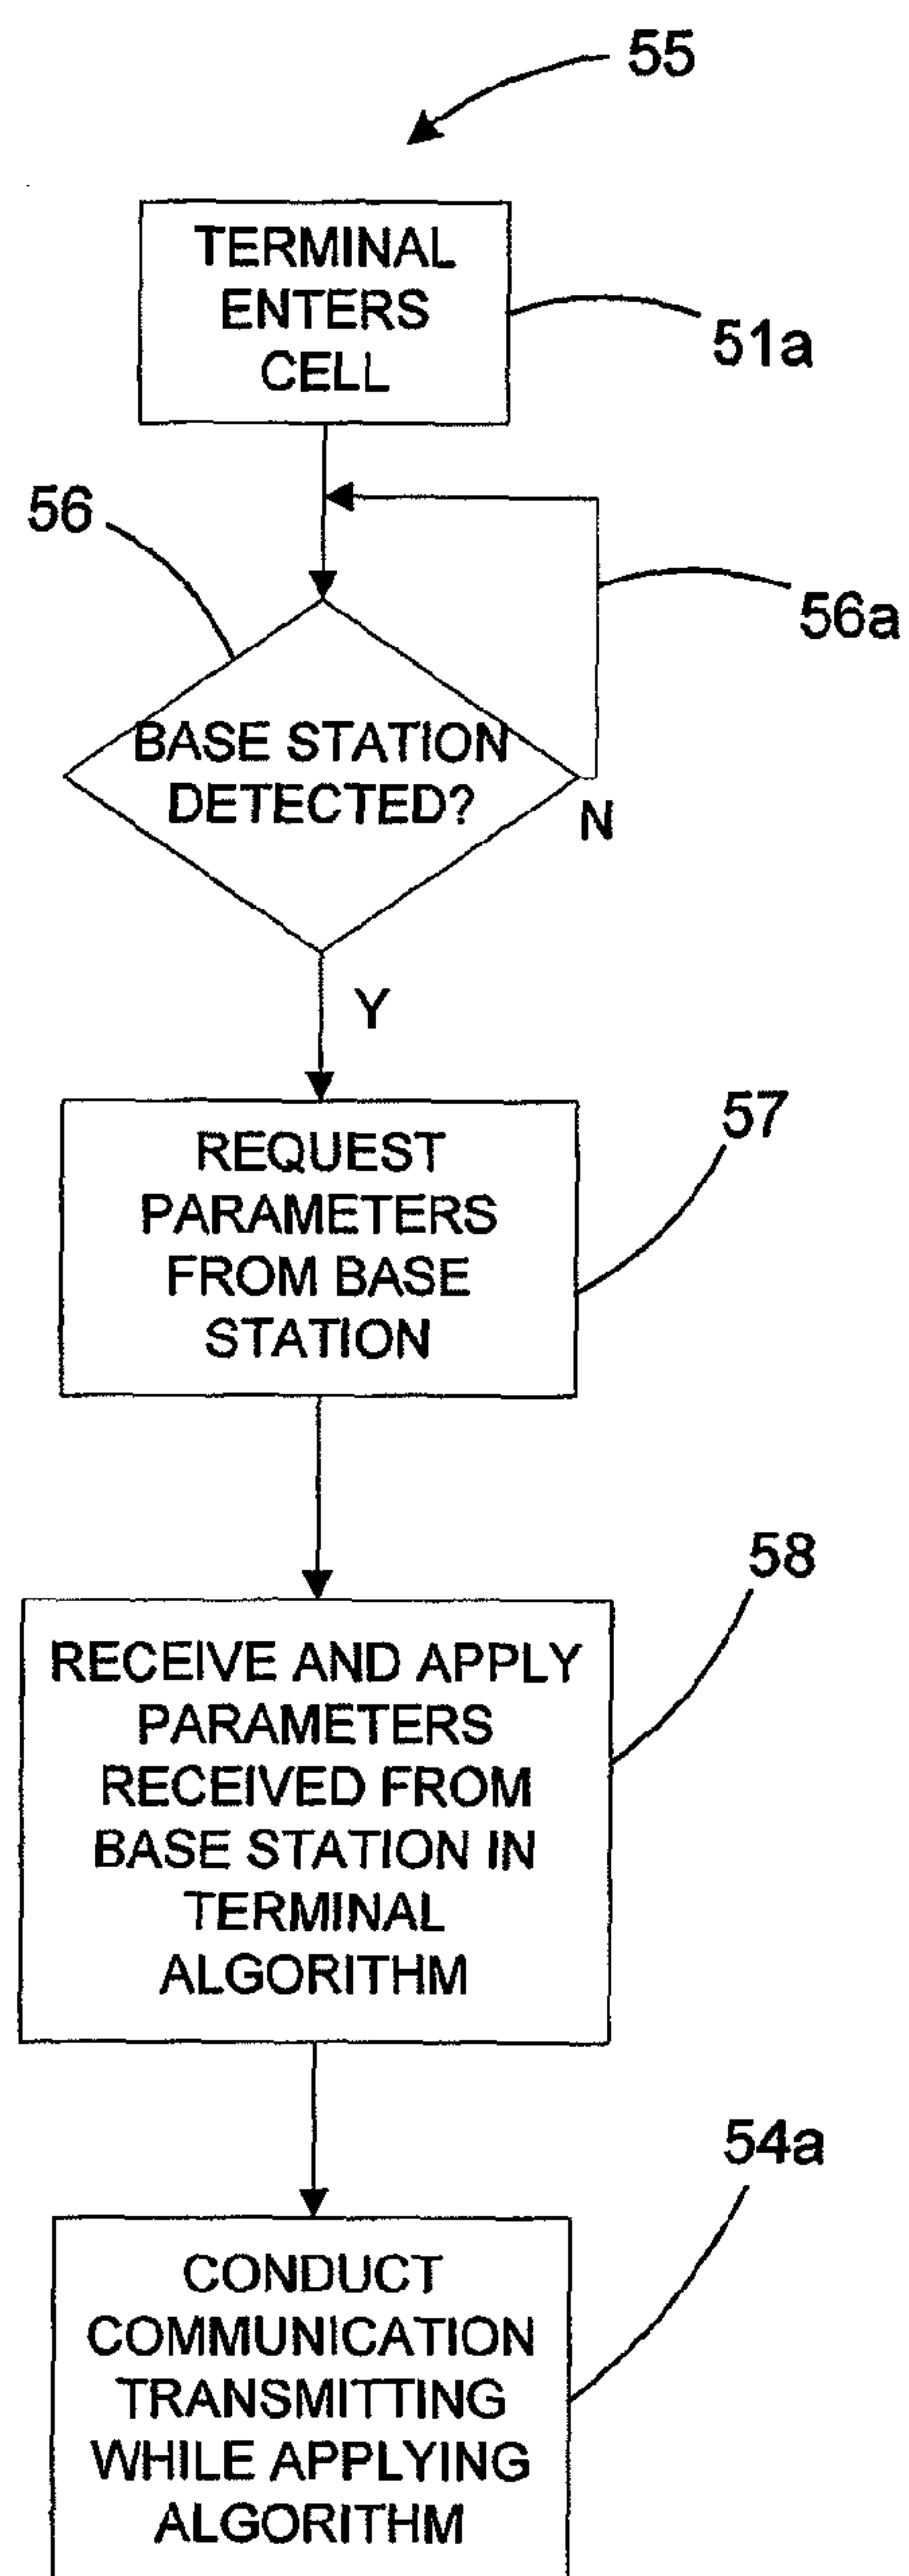 55
TERMINAL
ENTERS
CELL
51a
56
56a
BASE STATION
DETECTED?
N
Y
57
REQUEST
PARAMETERS
FROM BASE
STATION
58
RECEIVE AND APPLY
PARAMETERS
RECEIVED FROM
BASE STATION IN
TERMINAL
ALGORITHM
54a
CONDUCT
COMMUNICATION
TRANSMITTING
WHILE APPLYING
ALGORITHM